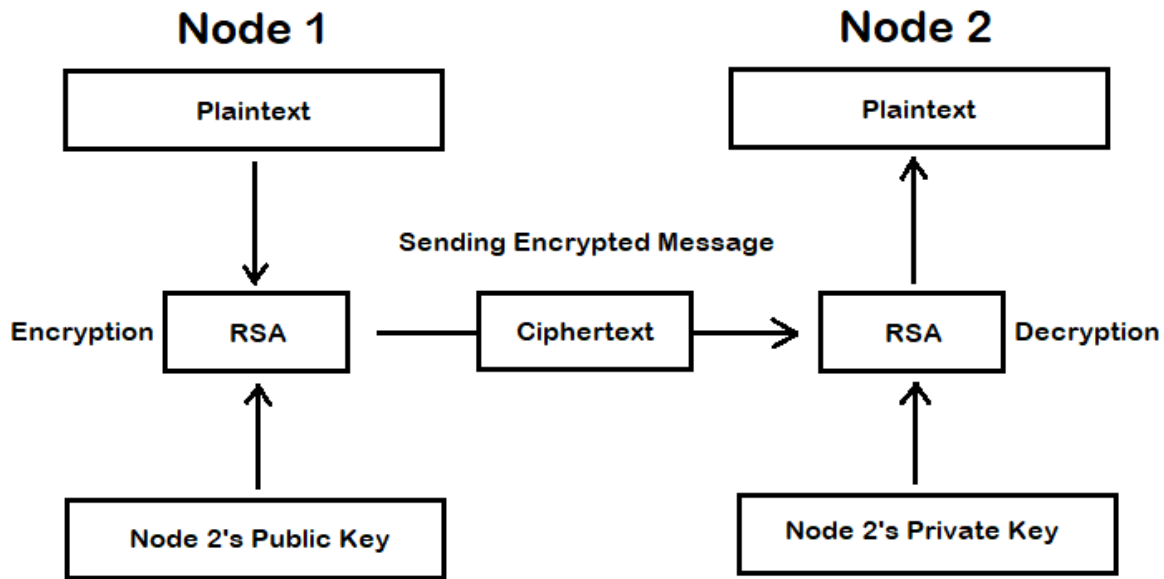 Node 1
Node 2
Plaintext
Plaintext
Sending Encrypted Message
Encryption
RSA
Ciphertext
RSA
Decryption
Node 2's Public Key
Node 2's Private Key